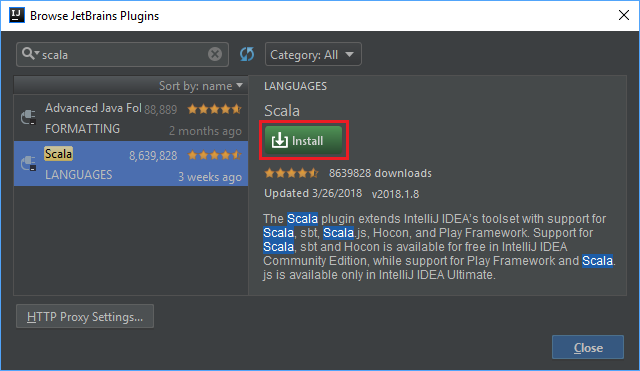 Browse JetBrains Plugins
scala
Category: All
Sort by: name
Advanced Java Fol 88,889
FORMATTING 2 months ago
Scala 8,639,828
LANGUAGES 3 weeks ago
LANGUAGES
Scala
Install
8639828 downloads
Updated 3/26/2018 v2018.1.8
The Scala plugin extends IntelliJ IDEA's toolset with support for
Scala, sbt, Scala.js, Hocon, and Play Framework. Support for
Scala, sbt and Hocon is available for free in IntelliJ IDEA
Community Edition, while support for Play Framework and Scala.
js is available only in IntelliJ IDEA Ultimate.
HTTP Proxy Settings...
Close